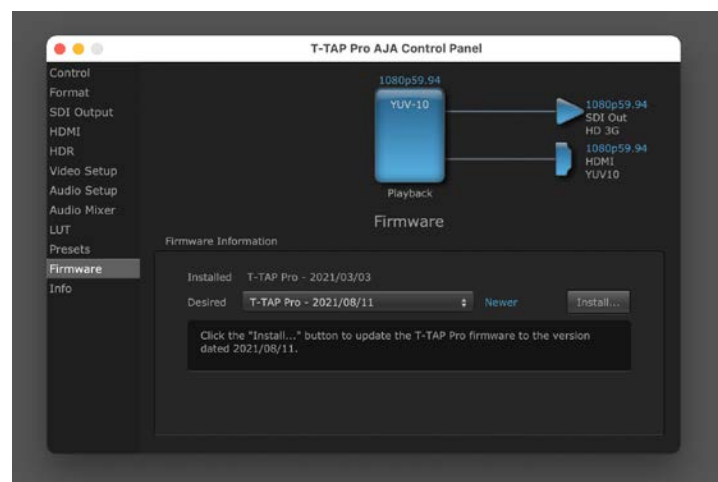 T-TAP Pro AJA Control Panel
Control
Format
SDI Output
HDMI
HDR
Video Setup
Audio Setup
Audio Mixer
LUT
Presets
Firmware
Info
1080p59.94
YUV-10
Playback
1080p59.94
SDI Out
HD 3G
1080p59.94
HDMI
YUV10
Firmware
Firmware Information
Installed T-TAP Pro - 2021/03/03
Desired T-TAP Pro - 2021/08/11 Newer Install...
Click the "Install..." button to update the T-TAP Pro firmware to the version
dated 2021/08/11.